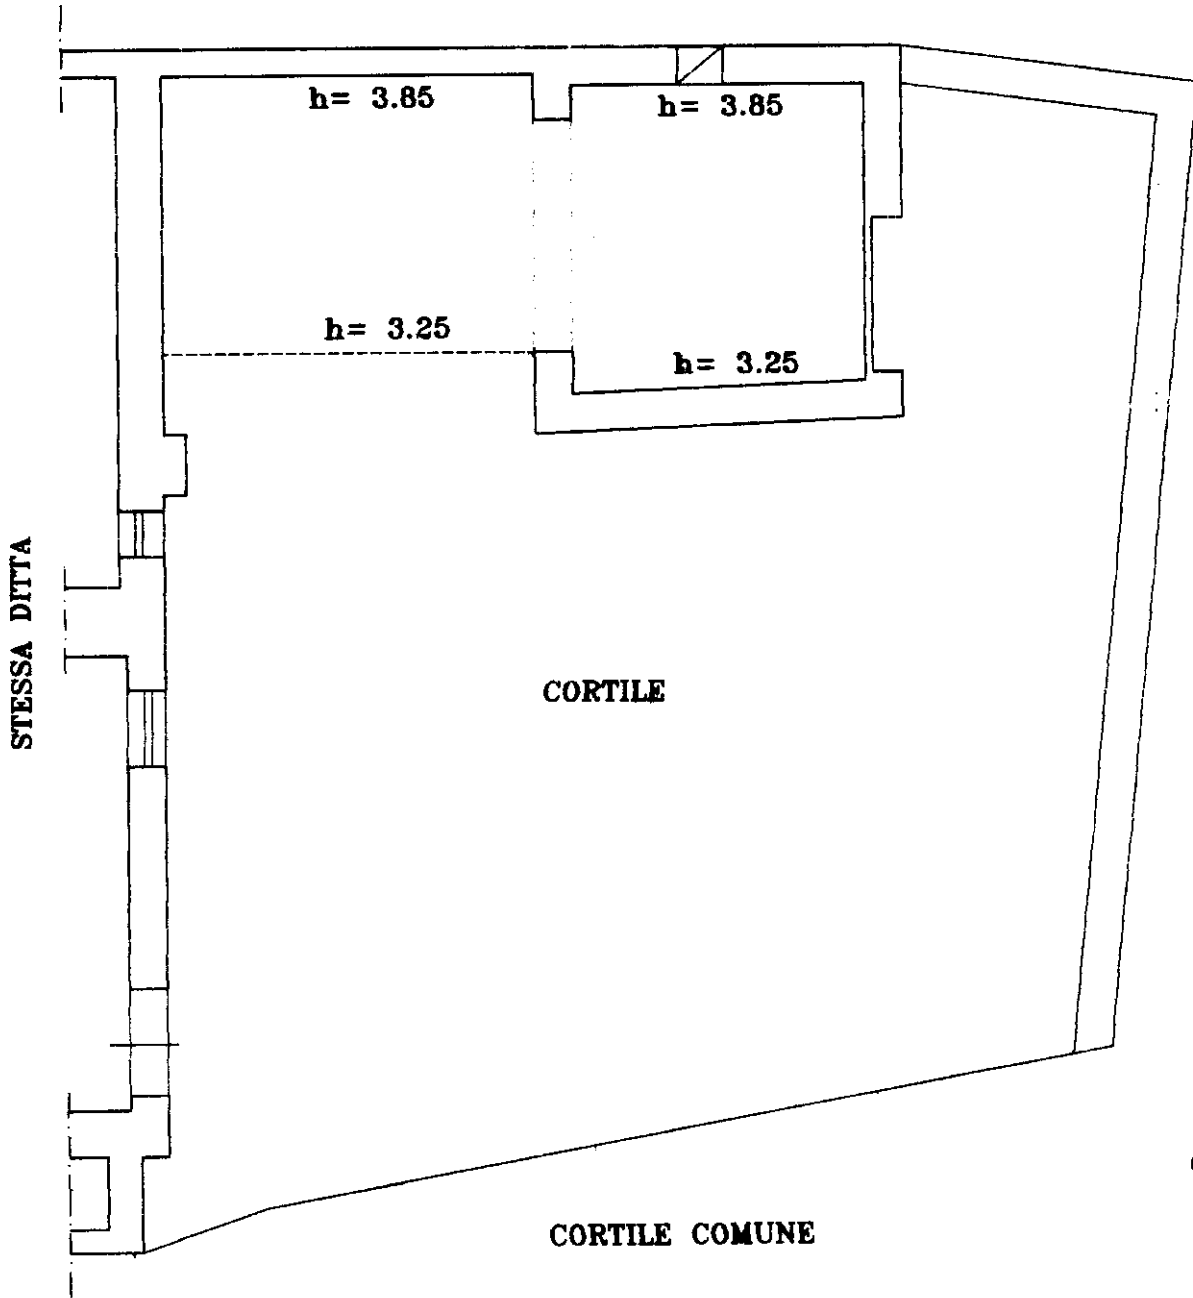 h= 3.85
h= 3.85
h= 3.25
h= 3.25
STESSA DITTA
CORTILE
CORTILE COMUNE